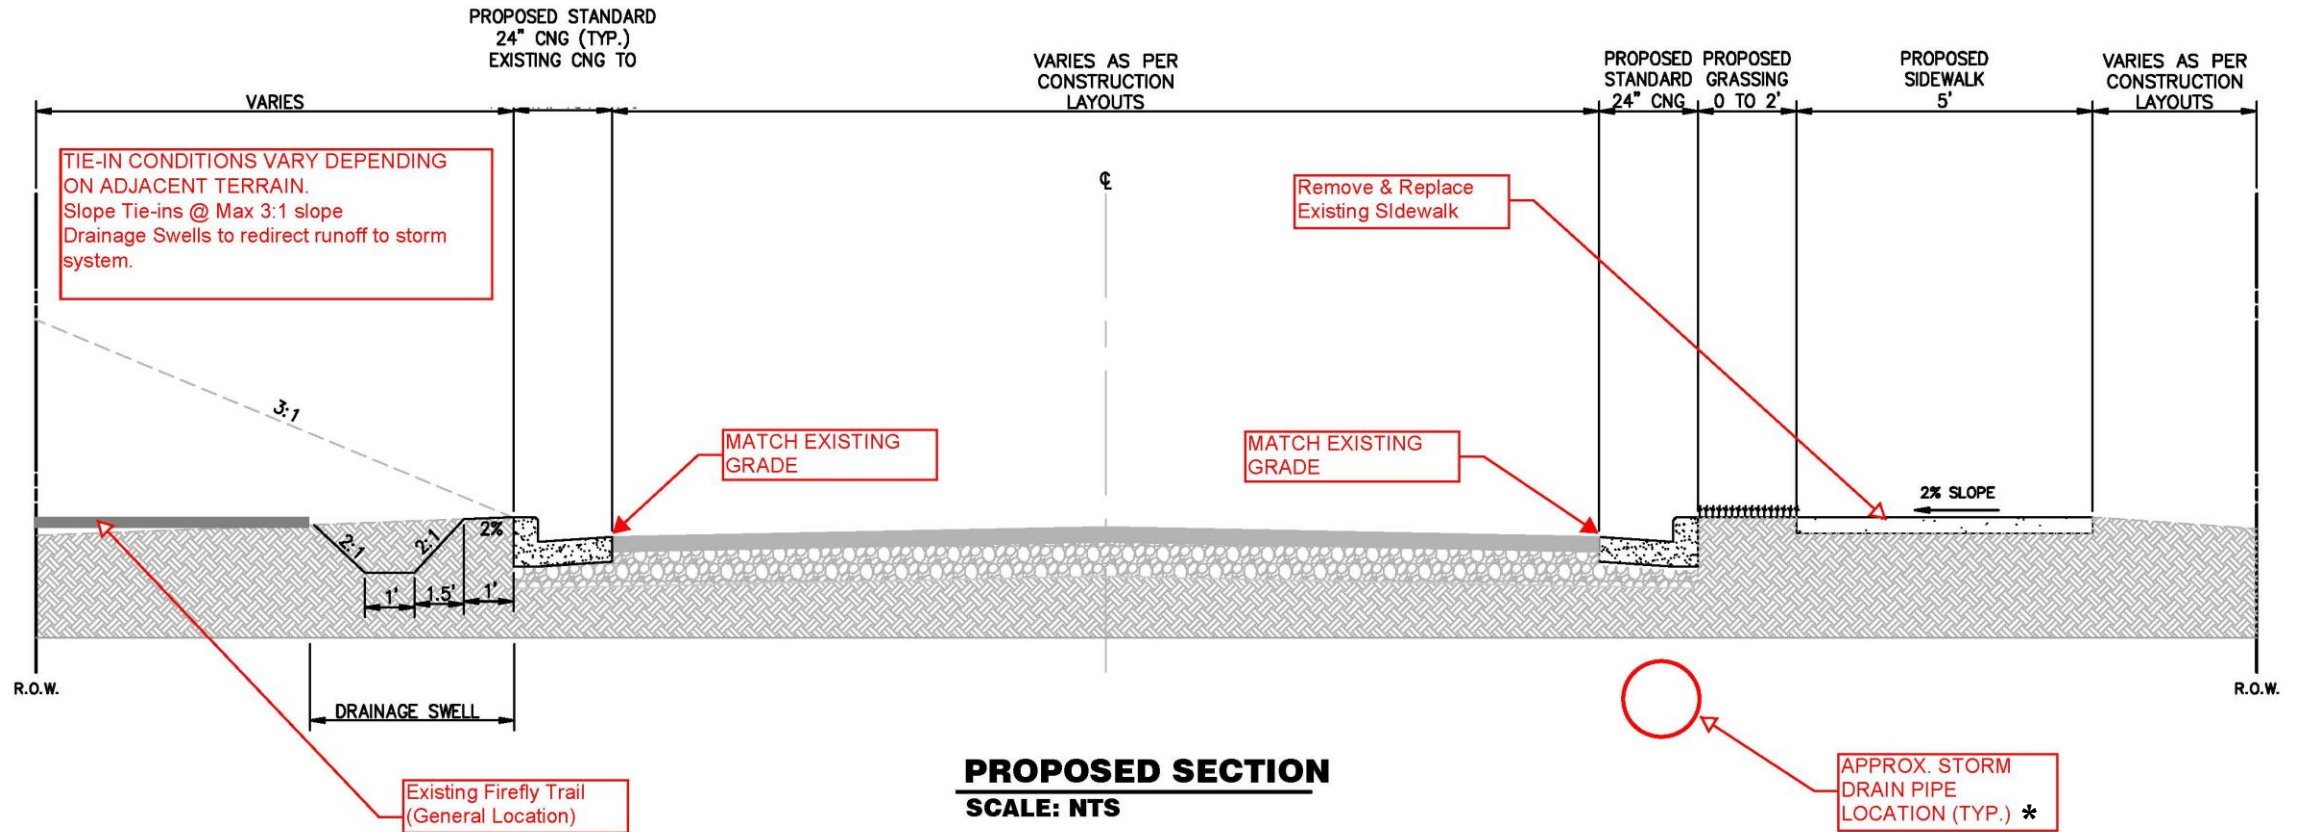 PROPOSED STANDARD
24" CNG (TYP.)
EXISTING CNG TO
VARIES
VARIES AS PER
CONSTRUCTION
LAYOUTS
PROPOSED
STANDARD
24" CNG
PROPOSED
GRASSING
0 TO 2'
PROPOSED
SIDEWALK
5'
VARIES AS PER
CONSTRUCTION
LAYOUTS
TIE-IN CONDITIONS VARY DEPENDING
ON ADJACENT TERRAIN.
Slope Tie-ins @ Max 3:1 slope
Drainage Swells to redirect runoff to storm
system.
℄
Remove & Replace
Existing SIdewalk
3:1
MATCH EXISTING
GRADE
MATCH EXISTING
GRADE
2% SLOPE
2:1
2:1
2%
1'
1.5'
1'
R.O.W.
R.O.W.
DRAINAGE SWELL
Existing Firefly Trail
(General Location)
PROPOSED SECTION
SCALE: NTS
APPROX. STORM
DRAIN PIPE
LOCATION (TYP.) *